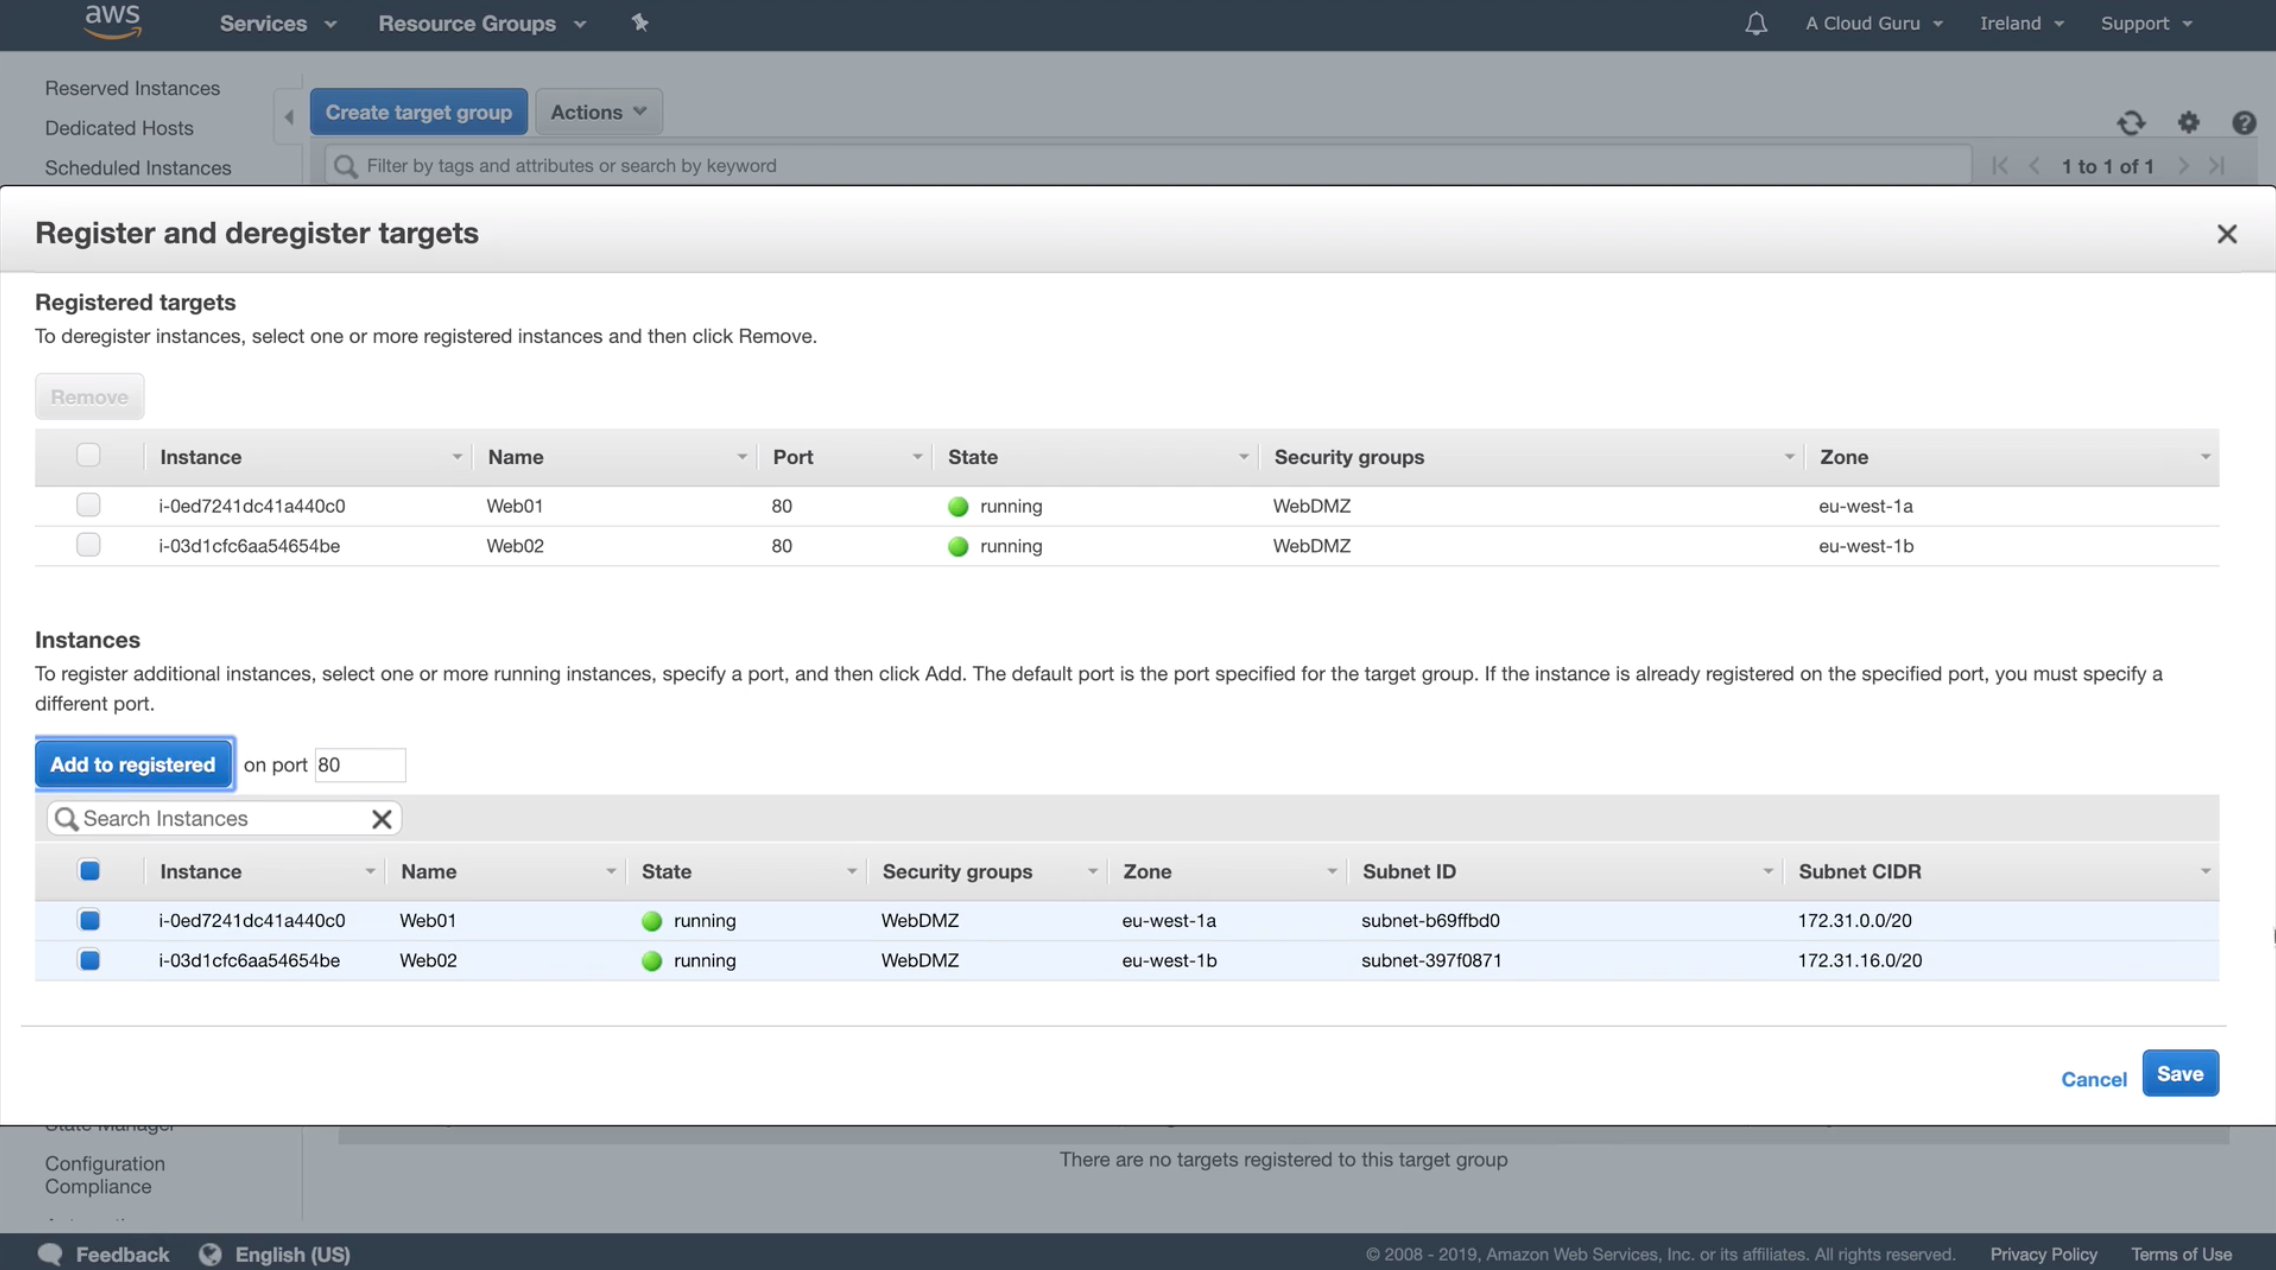 aws Services Resource Groups A Cloud Guru Ireland Support
Reserved Instances
Dedicated Hosts
Scheduled Instances
Create target group Actions
Filter by tags and attributes or search by keyword 1 to 1 of 1
Register and deregister targets
Registered targets
To deregister instances, select one or more registered instances and then click Remove.
Remove
Instance Name Port State Security groups Zone
i-0ed7241dc41a440c0 Web01 80 running WebDMZ eu-west-1a
i-03d1cfc6aa54654be Web02 80 running WebDMZ eu-west-1b
Instances
To register additional instances, select one or more running instances, specify a port, and then click Add. The default port is the port specified for the target group. If the instance is already registered on the specified port, you must specify a
different port.
Add to registered on port 80
Search Instances
Instance Name State Security groups Zone Subnet ID Subnet CIDR
i-0ed7241dc41a440c0 Web01 running WebDMZ eu-west-1a subnet-b69ffbd0 172.31.0.0/20
i-03d1cfc6aa54654be Web02 running WebDMZ eu-west-1b subnet-397f0871 172.31.16.0/20
Cancel Save
State Manager
Configuration
Compliance
There are no targets registered to this target group
Feedback English (US) © 2008 - 2019, Amazon Web Services, Inc. or its affiliates. All rights reserved. Privacy Policy Terms of Use